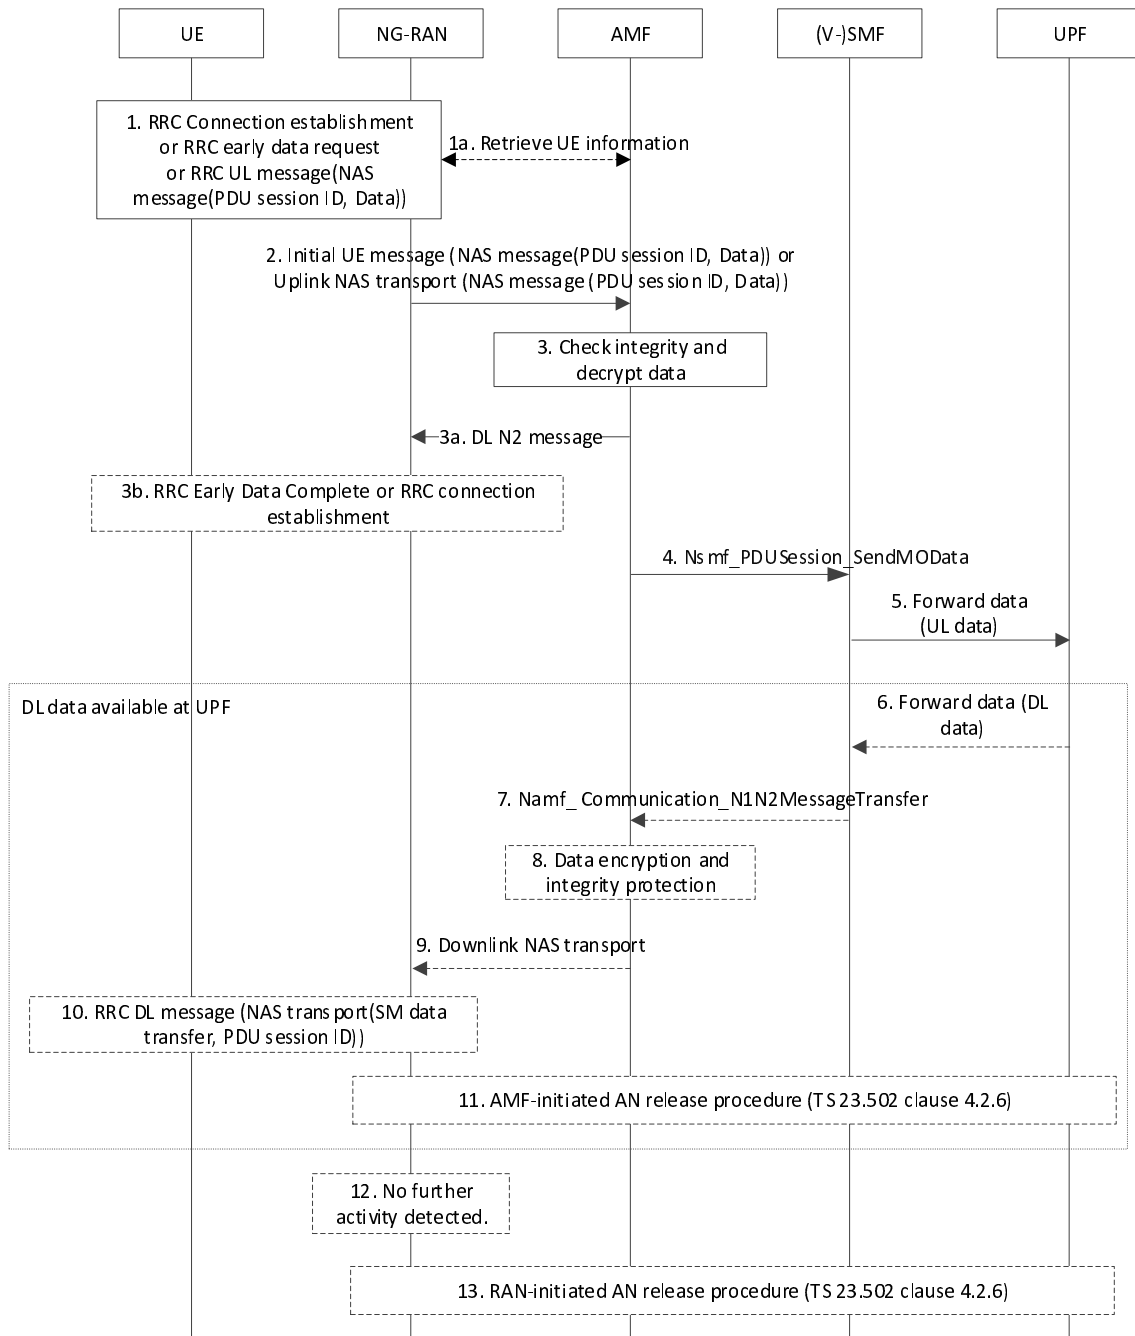 UE
NG-RAN
AMF
(V-)SMF
UPF
1. RRC Connection establishment
or RRC early data request
or RRC UL message(NAS
message(PDU session ID, Data))
1a. Retrieve UE information
2. Initial UE message (NAS message(PDU session ID, Data)) or
Uplink NAS transport (NAS message (PDU session ID, Data))
3. Check integrity and
decrypt data
3a. DL N2 message
3b. RRC Early Data Complete or RRC connection
establishment
4. Nsmf_PDUSession_SendMOData
5. Forward data
(UL data)
DL data available at UPF
6. Forward data (DL
data)
7. Namf_ Communication_N1N2MessageTransfer
8. Data encryption and
integrity protection
9. Downlink NAS transport
10. RRC DL message (NAS transport(SM data
transfer, PDU session ID))
11. AMF-initiated AN release procedure (TS 23.502 clause 4.2.6)
12. No further
activity detected.
13. RAN-initiated AN release procedure (TS 23.502 clause 4.2.6)